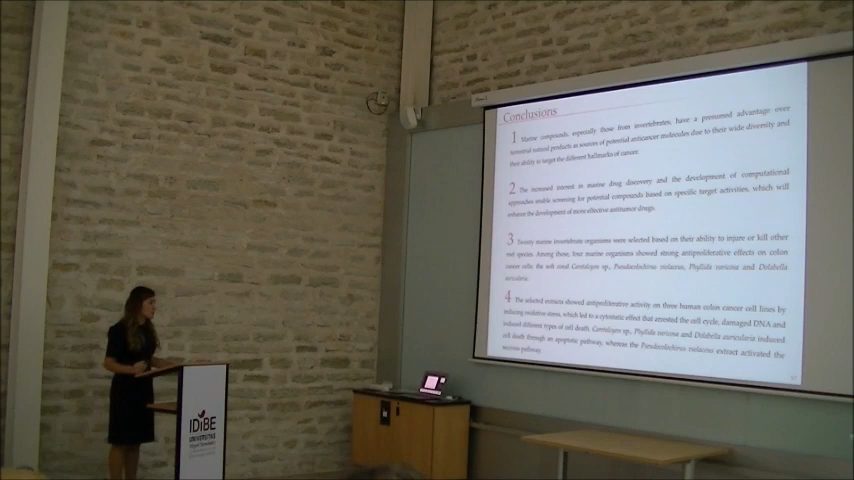 Conclusions
1 Marine compounds, especially those from invertebrates, have a presumed advantage over
terrestrial natural products as sources of potential anticancer molecules due to their wide diversity and
their ability to target the different hallmarks of cancer.
2 The increased interest in marine drug discovery and the development of computational
approaches enable screening for potential compounds based on specific target activities, which will
enhance the development of more effective antitumor drugs.
3 Twenty marine invertebrate organisms were selected based on their ability to injure or kill other
reef species. Among those, four marine organisms showed strong antiproliferative effects on colon
cancer cells: the soft coral sp., Phyllidia varicosa and Dolabella
auricularia.
4 The selected extracts showed antiproliferative activity on three human colon cancer cell lines by
inducing oxidative stress, which led to a cytostatic effect that arrested the cell cycle, damaged DNA and
induced different types of cell death. sp., Phyllidia varicosa and Dolabella auricularia induced
cell death through an apoptotic pathway, whereas the extract activated the
necrosis pathway.
IDiBE
UNIVERSITAS
Miguel Hernández